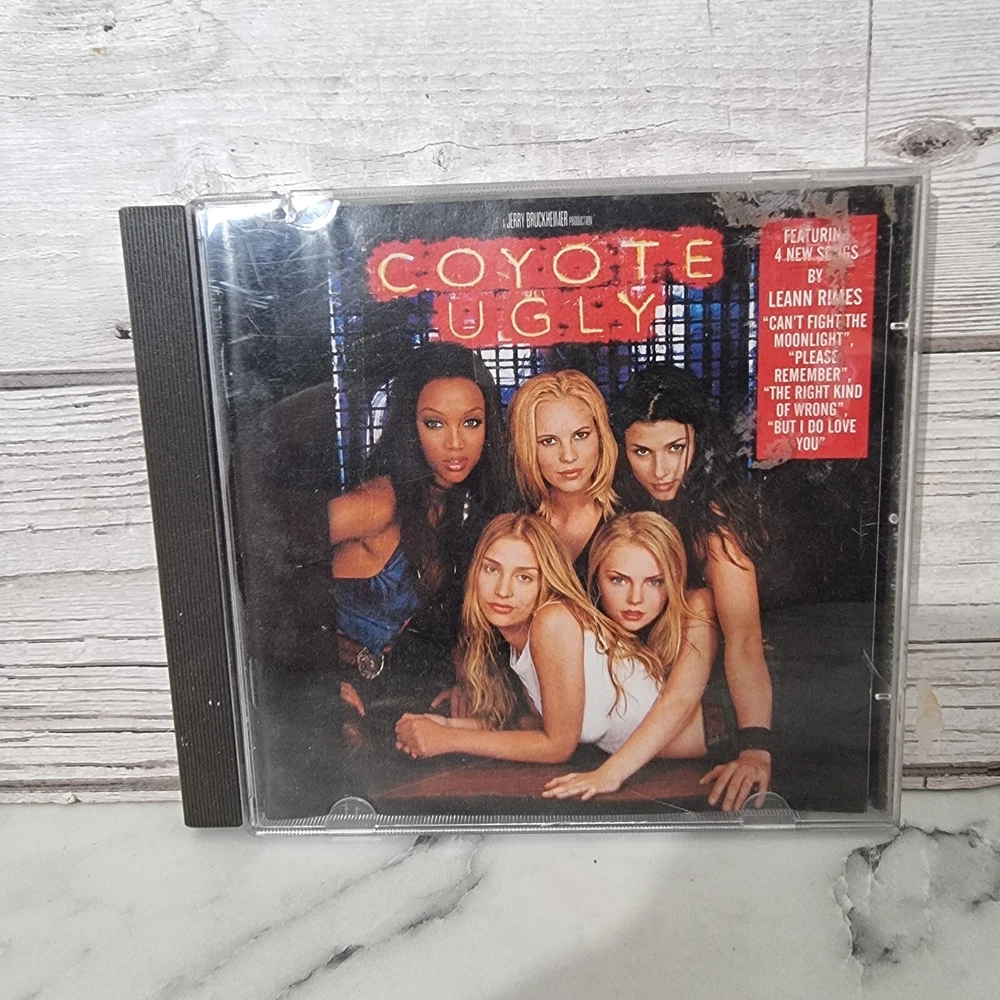 A JERRY BRUCKHEIMER PRODUCTION
COYOTE
UGLY
FEATURING
4 NEW SONGS
BY
LEANN RIMES
"CAN'T FIGHT THE
MOONLIGHT",
"PLEASE
REMEMBER",
"THE RIGHT KIND
OF WRONG",
"BUT I DO LOVE
YOU"